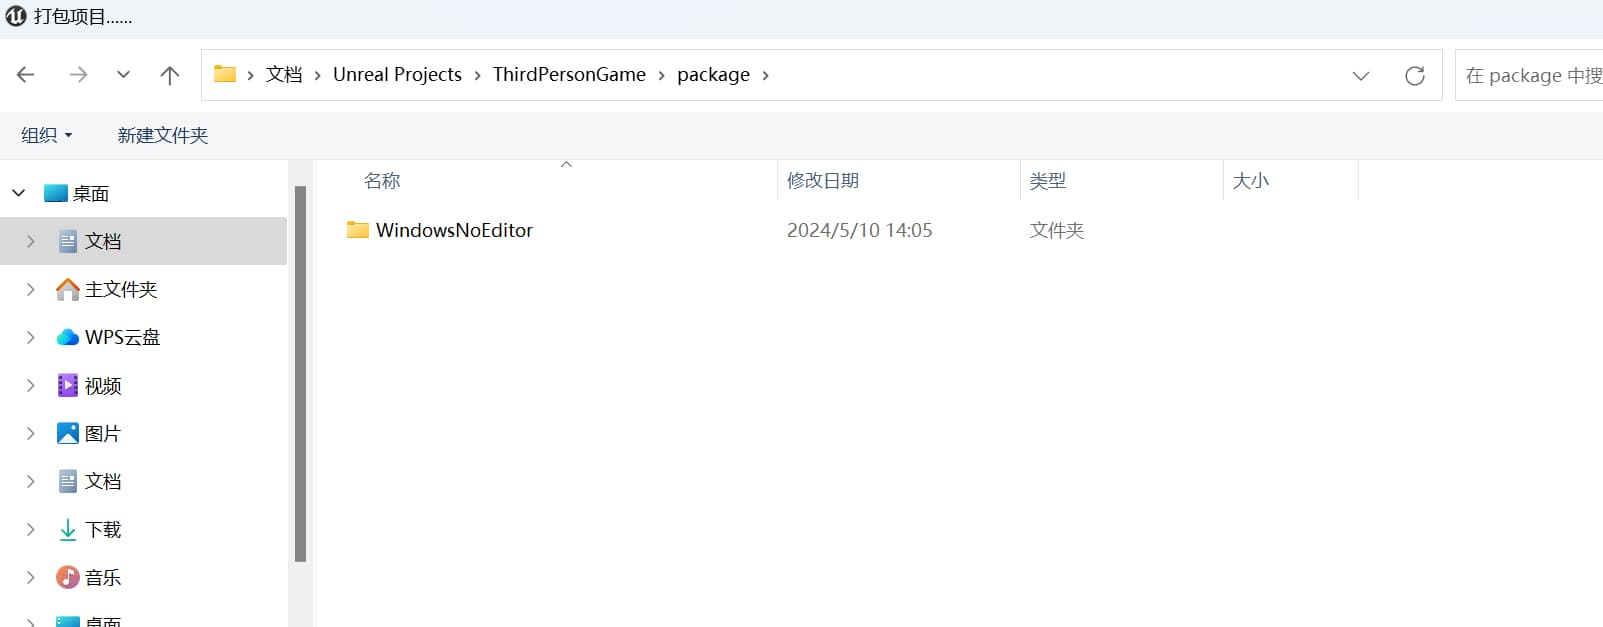 打包项目......
文档 Unreal Projects ThirdPersonGame package
在 package 中搜
组织 新建文件夹
名称 修改日期 类型 大小
WindowsNoEditor 2024/5/10 14:05 文件夹
桌面
文档
主文件夹
WPS云盘
视频
图片
文档
下载
音乐
桌面